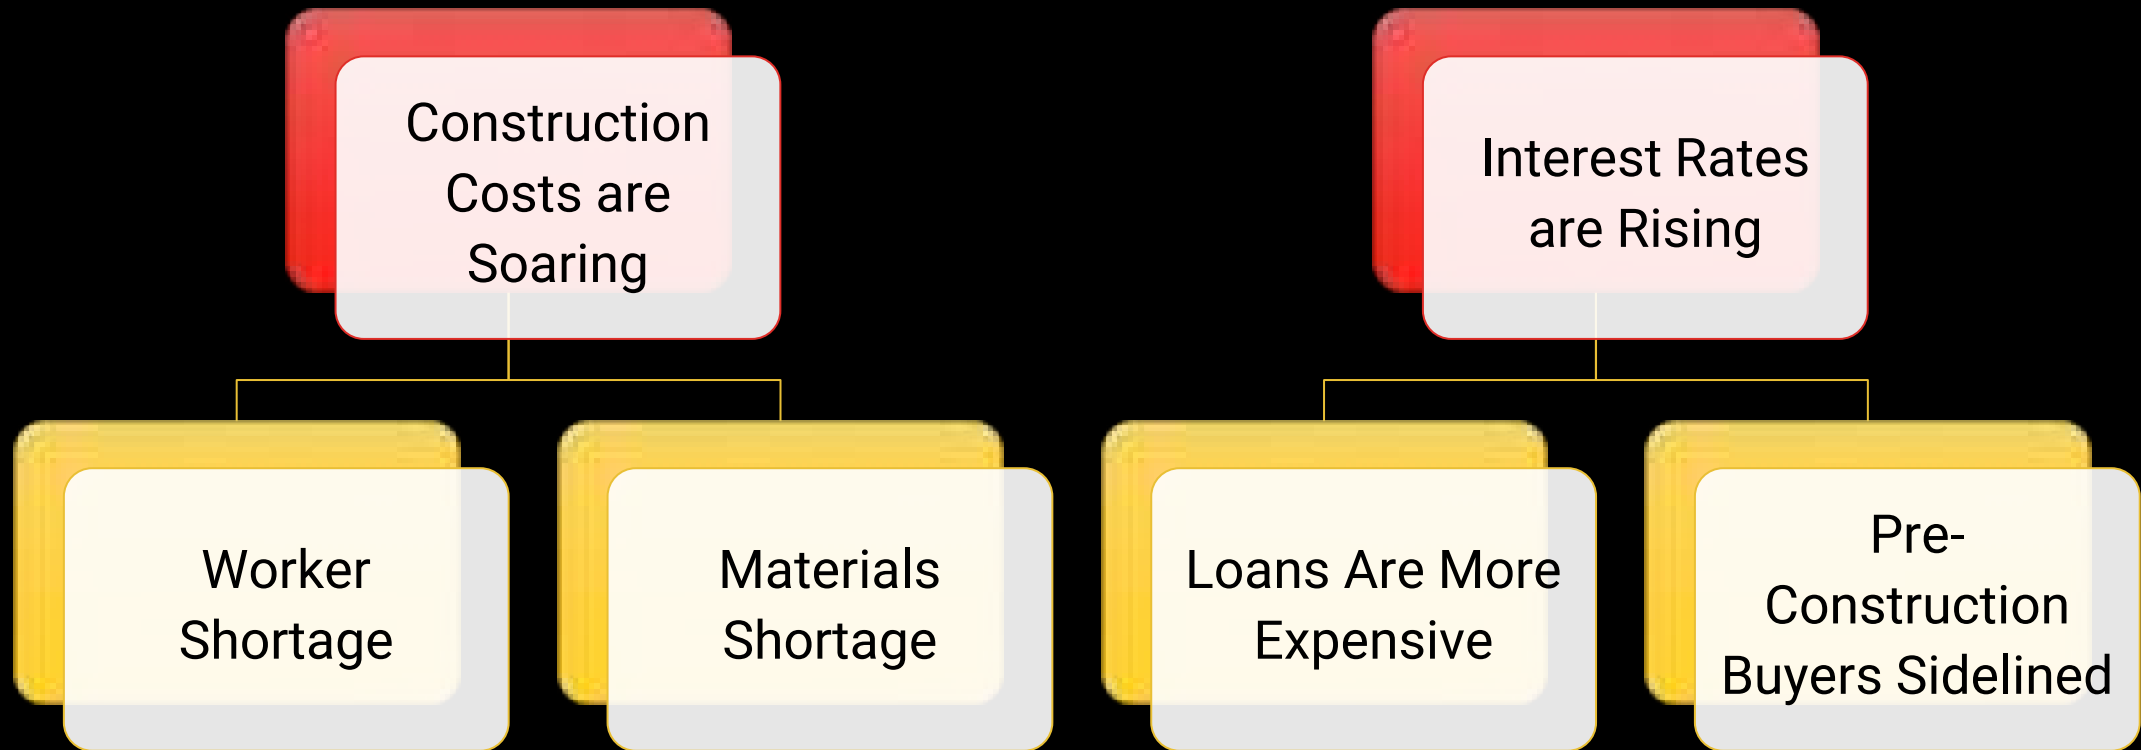 Construction
Costs are
Soaring
Interest Rates
are Rising
Worker
Shortage
Materials
Shortage
Loans Are More
Expensive
Pre-
Construction
Buyers Sidelined